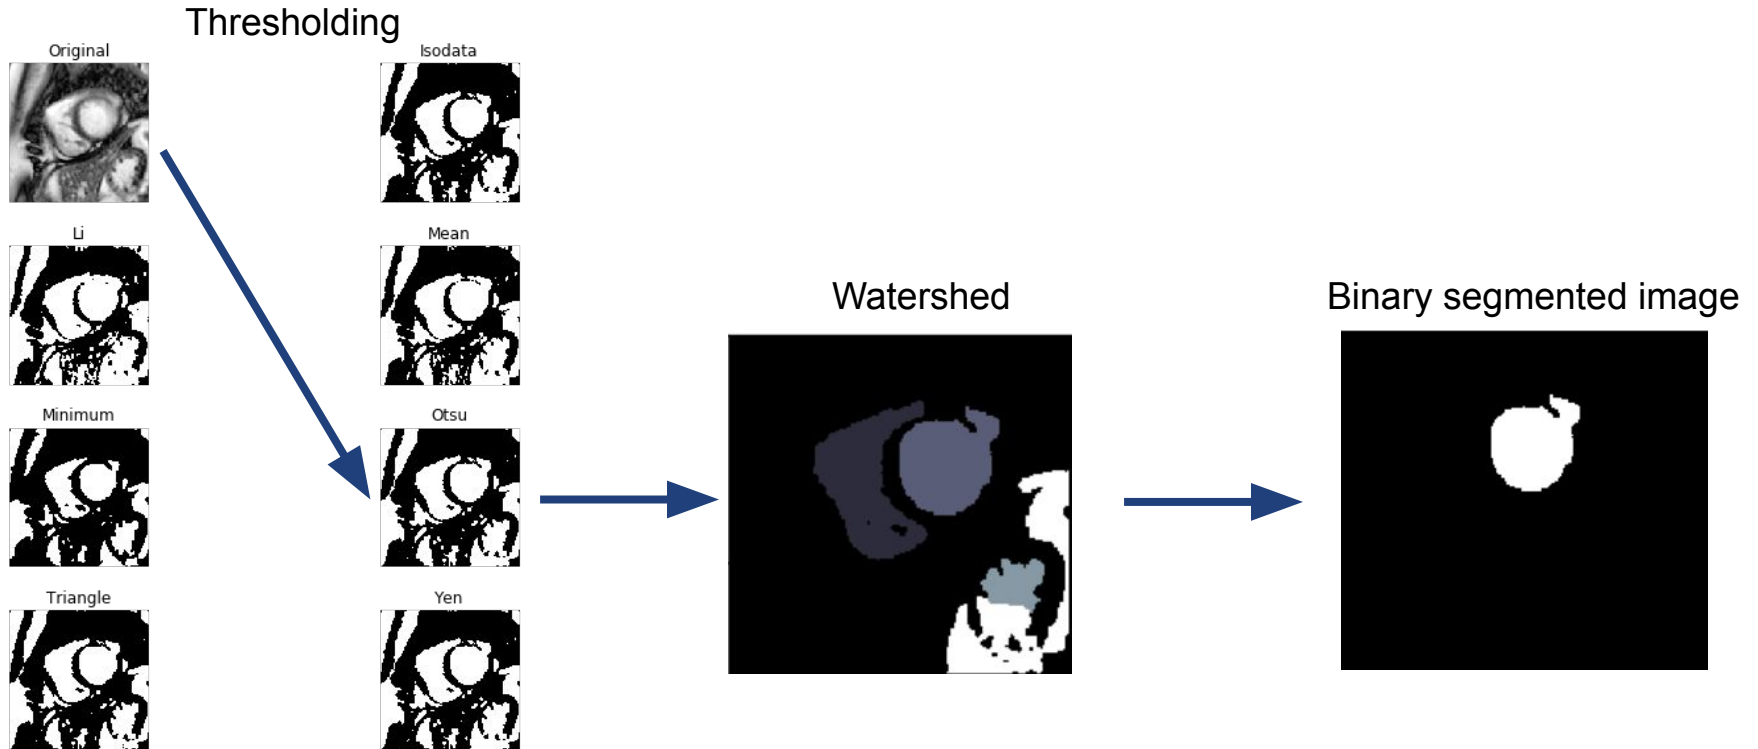 Thresholding
Original
Isodata
Li
Mean
Minimum
Otsu
Triangle
Yen
Watershed
Binary segmented image